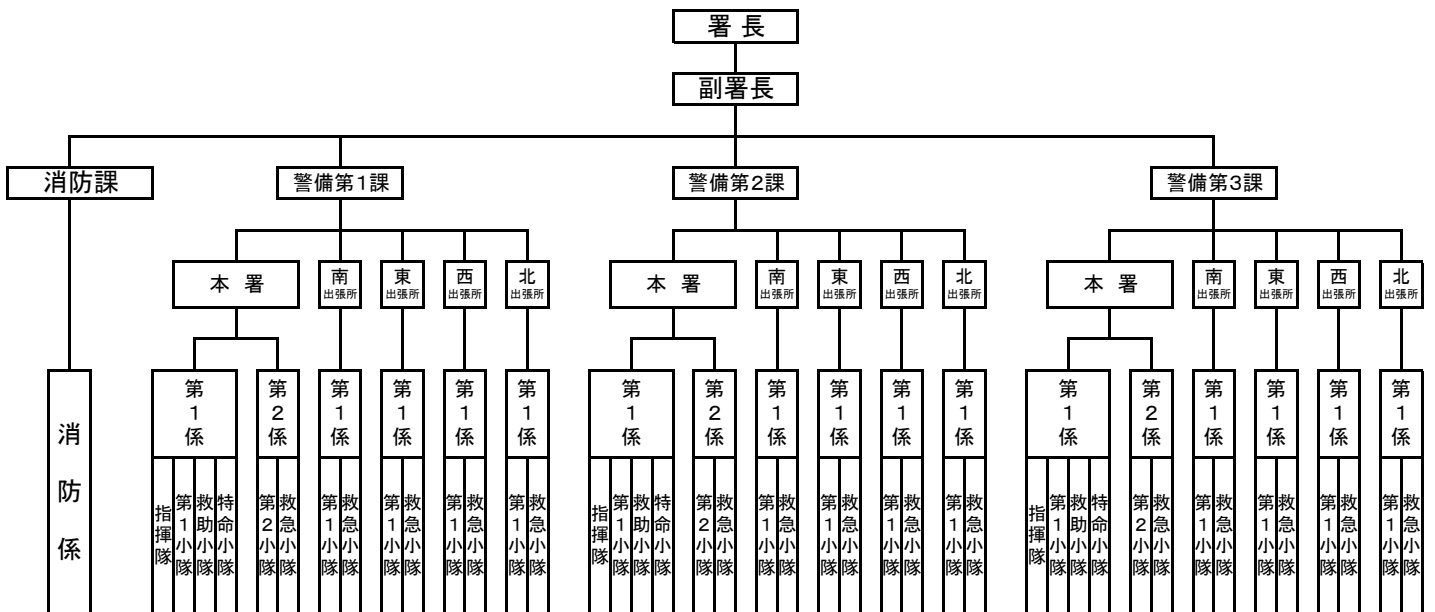 署長
副署長
消防課
警備第1課
警備第2課
警備第3課
本署
南
出張所
東
出張所
西
出張所
北
出張所
本署
南
出張所
東
出張所
西
出張所
北
出張所
本署
南
出張所
東
出張所
西
出張所
北
出張所
消防係
第1係
第2係
第1係
第1係
第1係
第1係
第1係
第2係
第1係
第1係
第1係
第1係
第1係
第2係
第1係
第1係
第1係
第1係
指揮隊
第1小隊
救助小隊
特命小隊
第2小隊
救急小隊
第1小隊
救急小隊
第1小隊
救急小隊
第1小隊
救急小隊
第1小隊
救急小隊
指揮隊
第1小隊
救助小隊
特命小隊
第2小隊
救急小隊
第1小隊
救急小隊
第1小隊
救急小隊
第1小隊
救急小隊
第1小隊
救急小隊
指揮隊
第1小隊
救助小隊
特命小隊
第2小隊
救急小隊
第1小隊
救急小隊
第1小隊
救急小隊
第1小隊
救急小隊
第1小隊
救急小隊